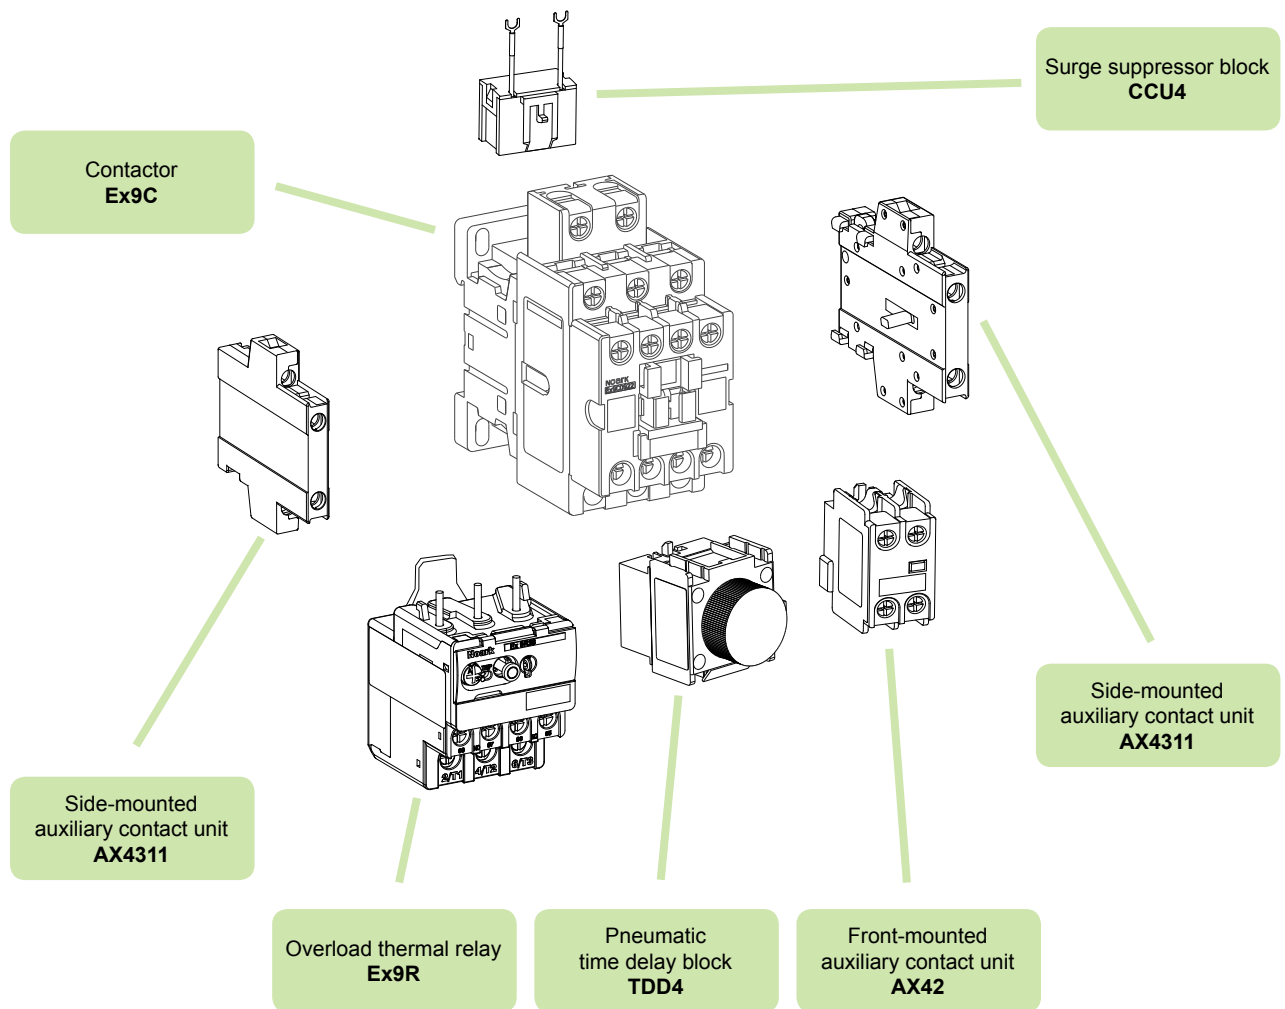 Surge suppressor block
CCU4
Contactor
Ex9C
NOARK
Noark
2/T1 4/T2 6/T3
Side-mounted
auxiliary contact unit
AX4311
Side-mounted
auxiliary contact unit
AX4311
Overload thermal relay
Ex9R
Pneumatic
time delay block
TDD4
Front-mounted
auxiliary contact unit
AX42